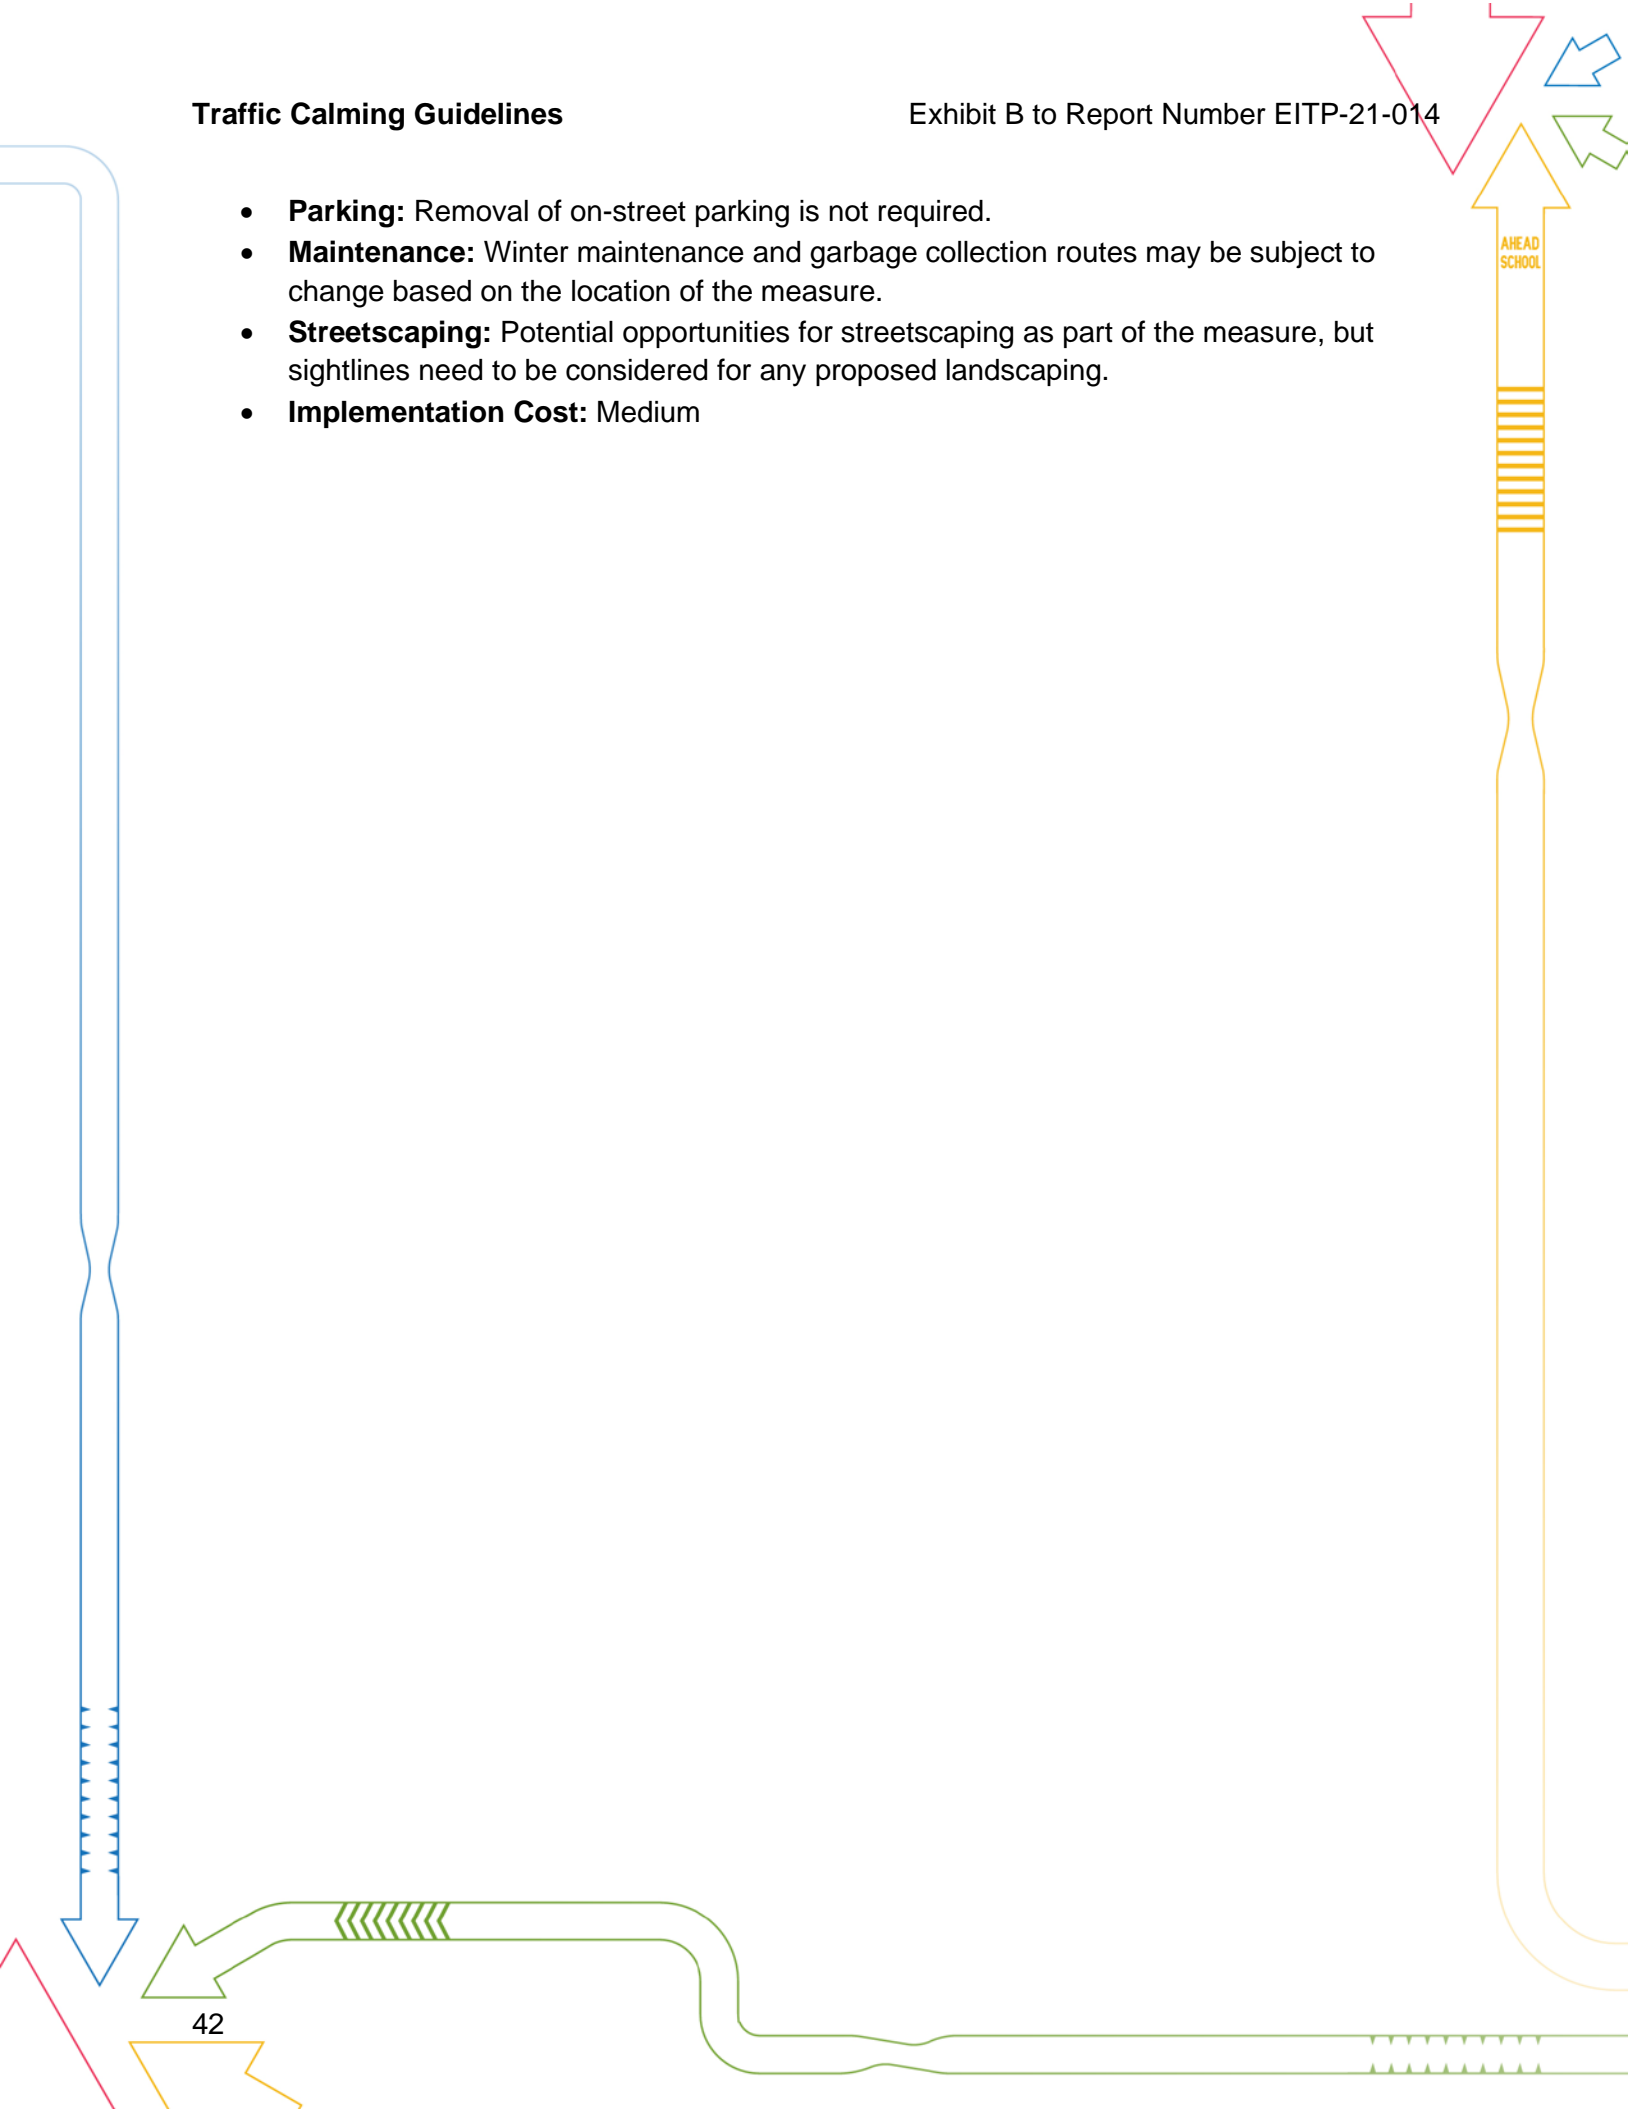 Traffic Calming Guidelines Exhibit B to Report Number EITP-21-014
• Parking: Removal of on-street parking is not required.
• Maintenance: Winter maintenance and garbage collection routes may be subject to
change based on the location of the measure.
• Streetscaping: Potential opportunities for streetscaping as part of the measure, but
sightlines need to be considered for any proposed landscaping.
• Implementation Cost: Medium
AHEAD
SCHOOL
42